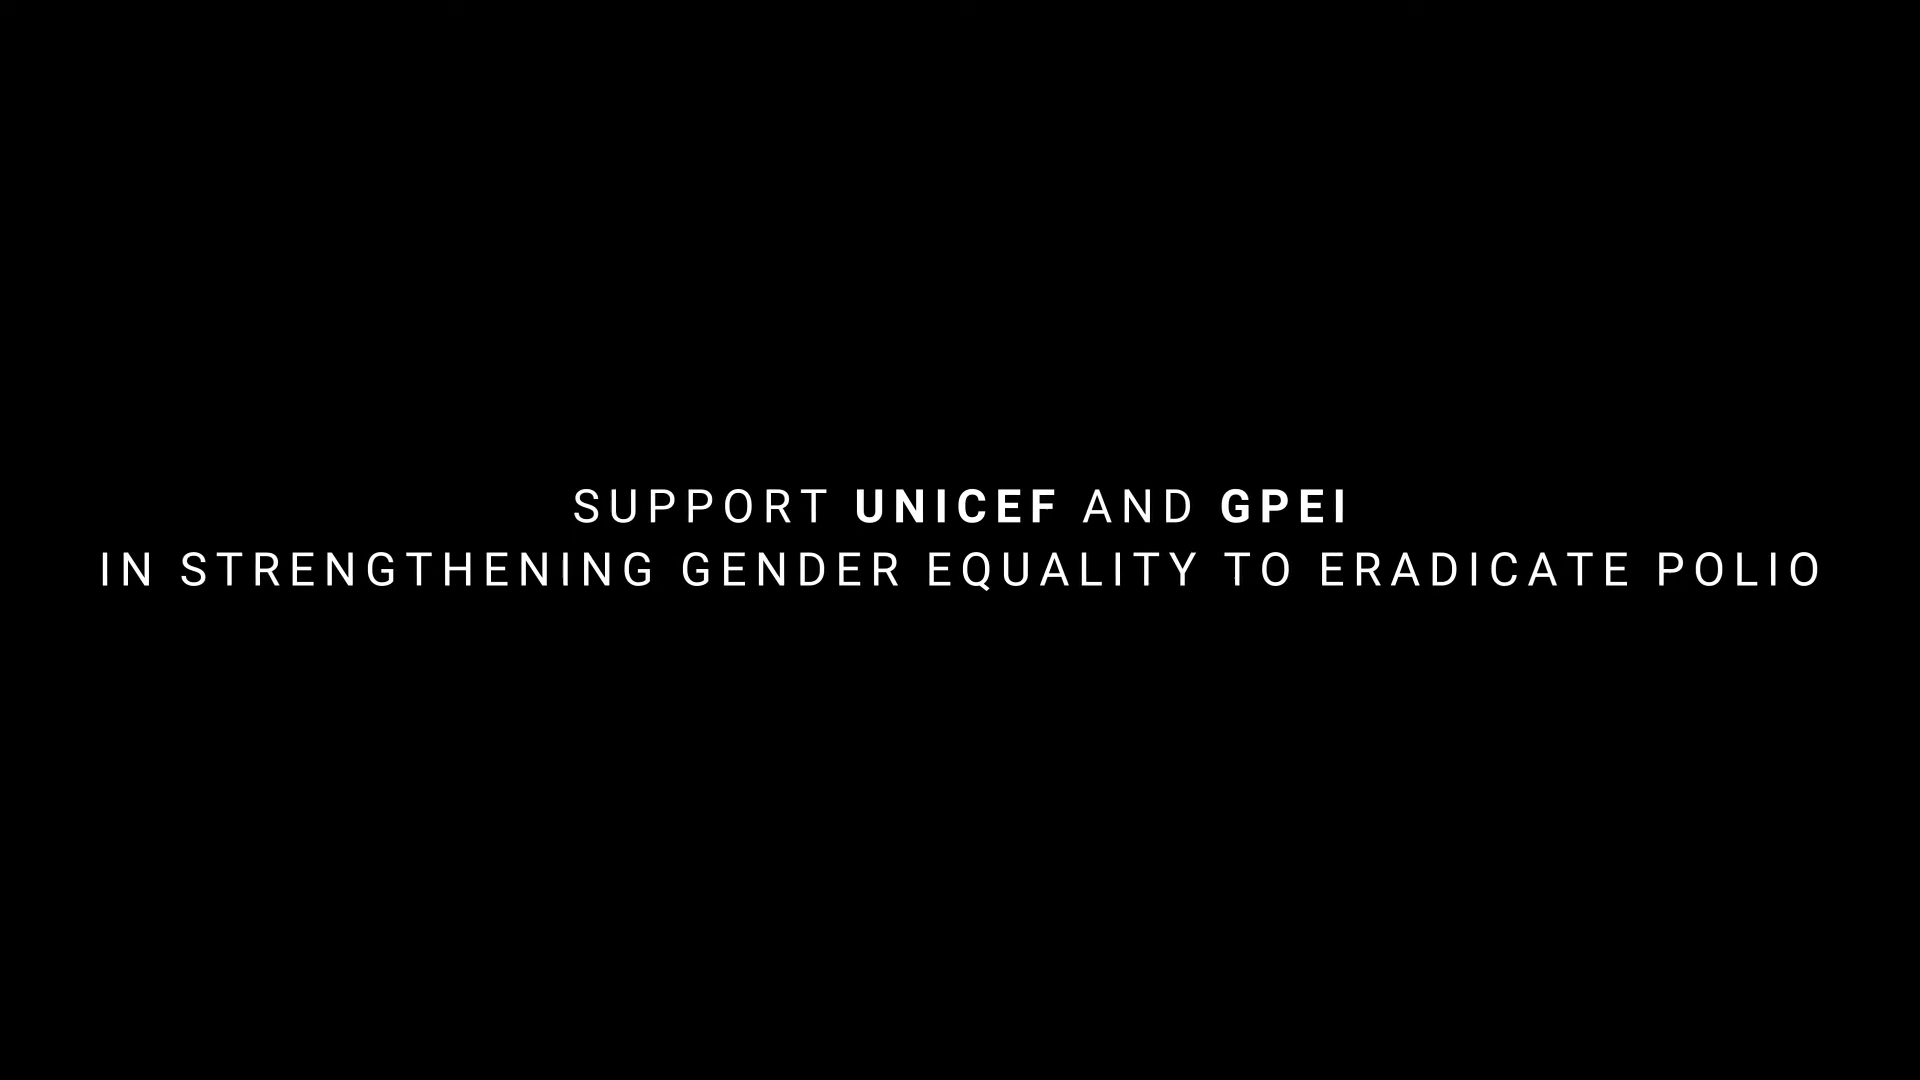 SUPPORT UNICEF AND GPEI
IN STRENGTHENING GENDER EQUALITY TO ERADICATE POLIO